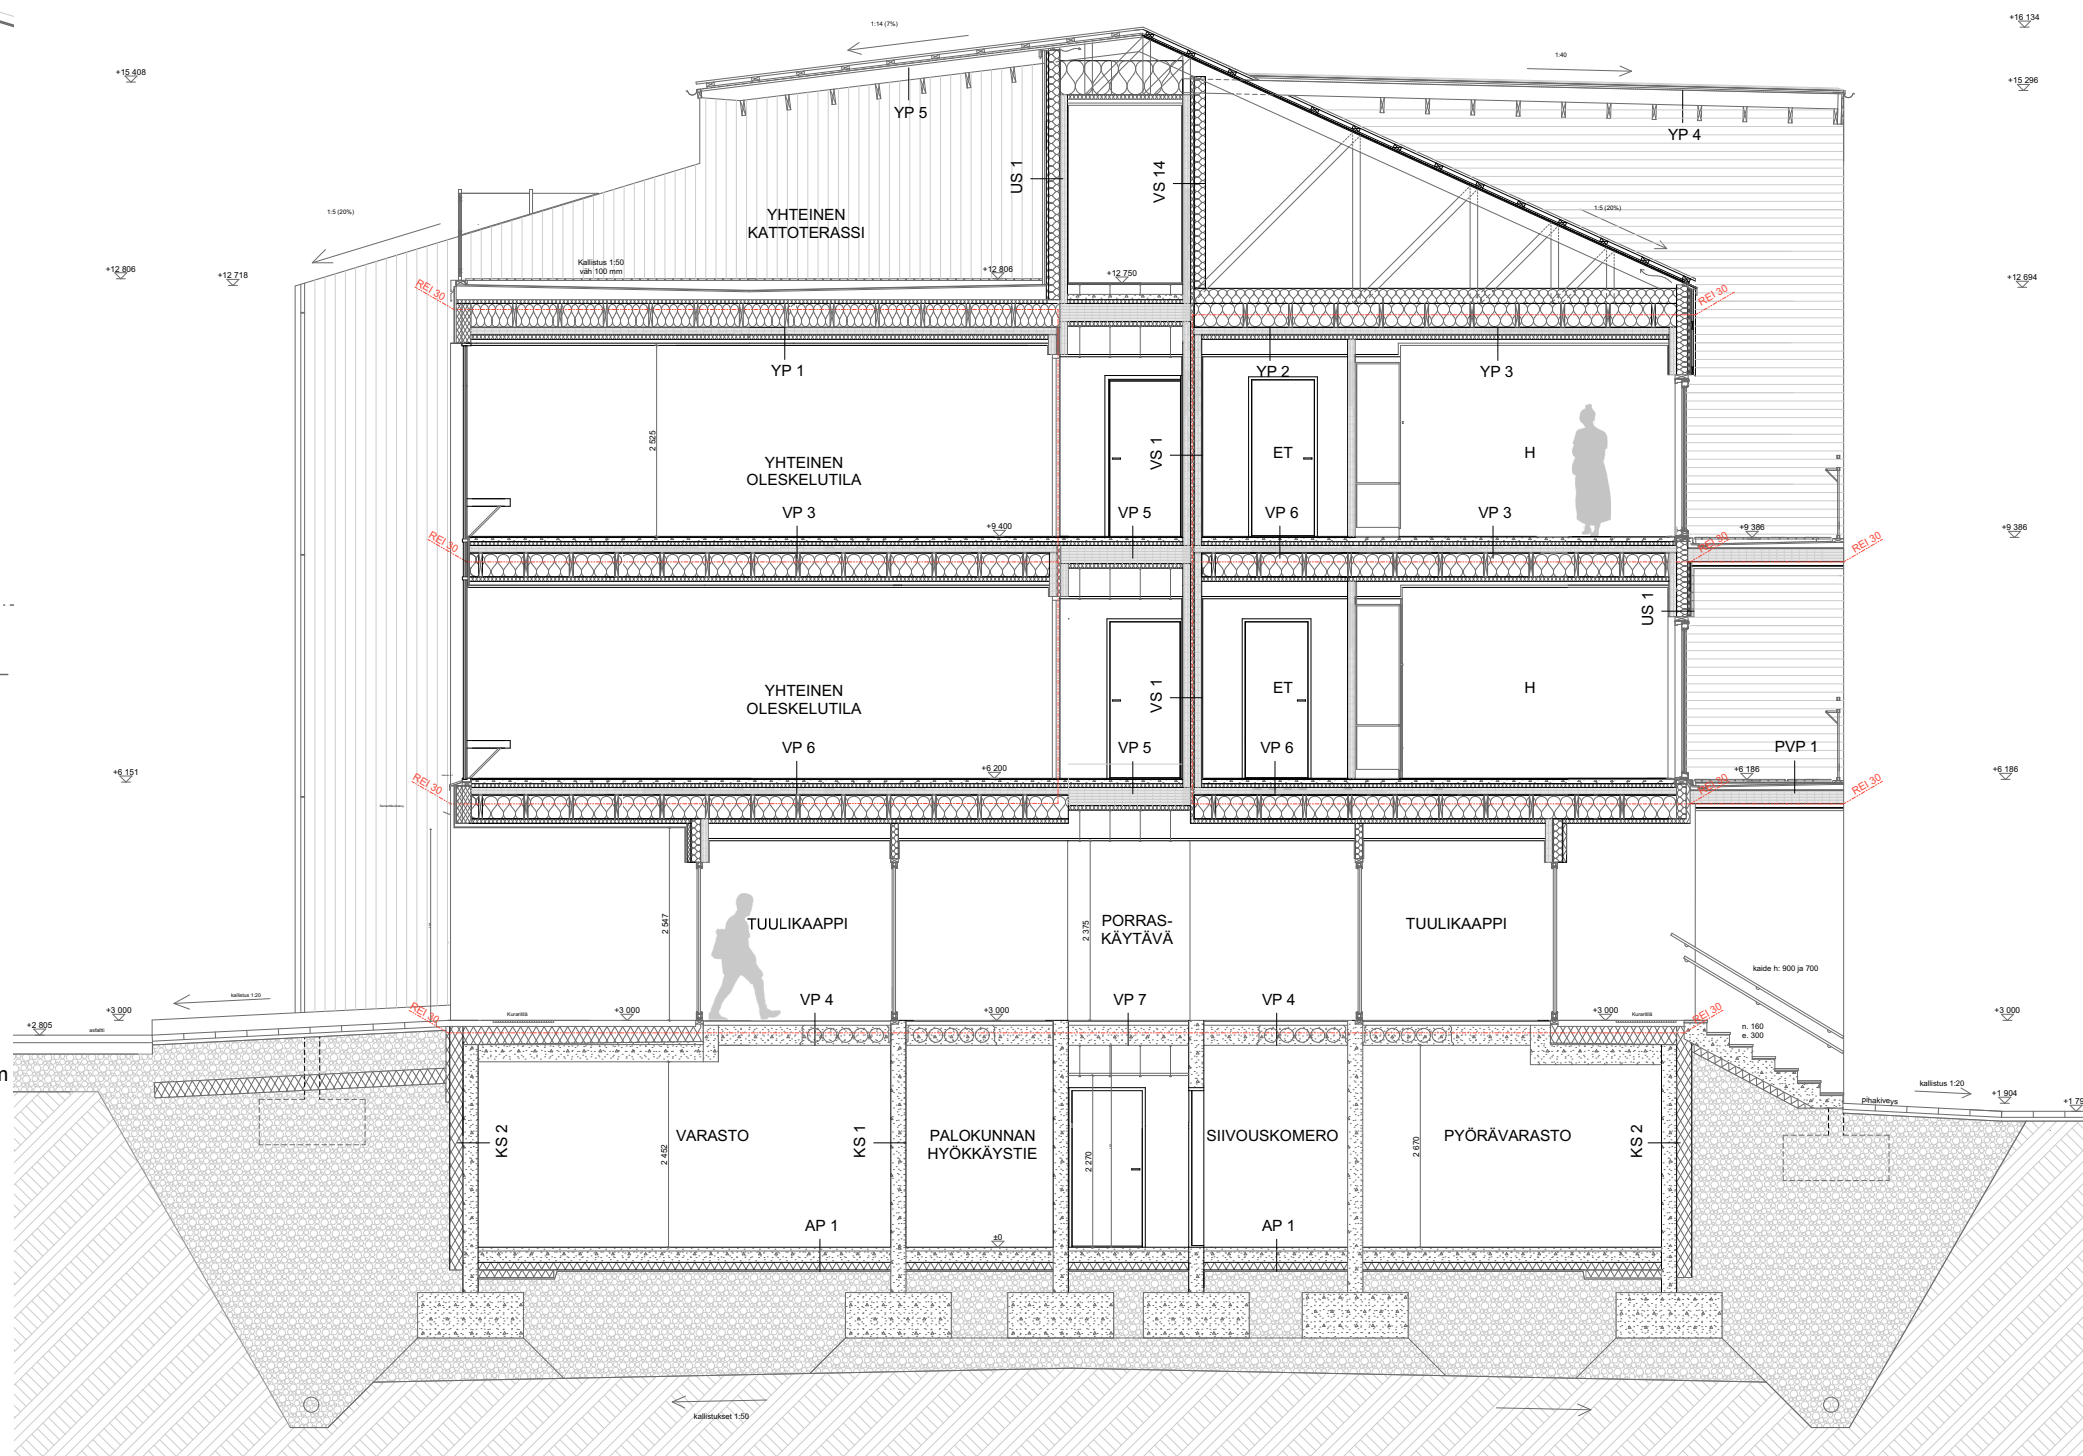 1:14 (7%)
+16 134
+15 408
1:40
+15 296
YP 5
YP 4
US 1
VS 14
1:5 (20%)
YHTEINEN
KATTOTERASSI
1:5 (20%)
+12 806
+12 718
Kallistus 1:50
väh 100 mm
+12 806
+12 750
+12 694
REI 30
REI 30
YP 1
YP 2
YP 3
2 525
VS 1
ET
H
YHTEINEN
OLESKELUTILA
VP 3
VP 5
VP 6
VP 3
+9 400
+9 386
+9 386
REI 30
REI 30
REI 30
US 1
YHTEINEN
OLESKELUTILA
VS 1
ET
H
VP 6
VP 5
VP 6
PVP 1
+6 151
+6 200
+6 186
+6 186
REI 30
REI 30
REI 30
2 547
TUULIKAAPPI
2 375
PORRAS-
KÄYTÄVÄ
TUULIKAAPPI
kaide h: 900 ja 700
kallistus 1:20
VP 4
VP 7
VP 4
+2 805
asfaltti
+3 000
REI 30
Kuraritilä
+3 000
+3 000
+3 000
Kuraritilä
REI 30
n. 160
e. 300
+3 000
m
kallistus 1:20
+1 904
+1 79
pihakiveys
KS 2
2 452
VARASTO
KS 1
PALOKUNNAN
HYÖKKÄYSTIE
2 270
SIIVOUSKOMERO
2 670
PYÖRÄVARASTO
KS 2
AP 1
±0
AP 1
kallistukset 1:50